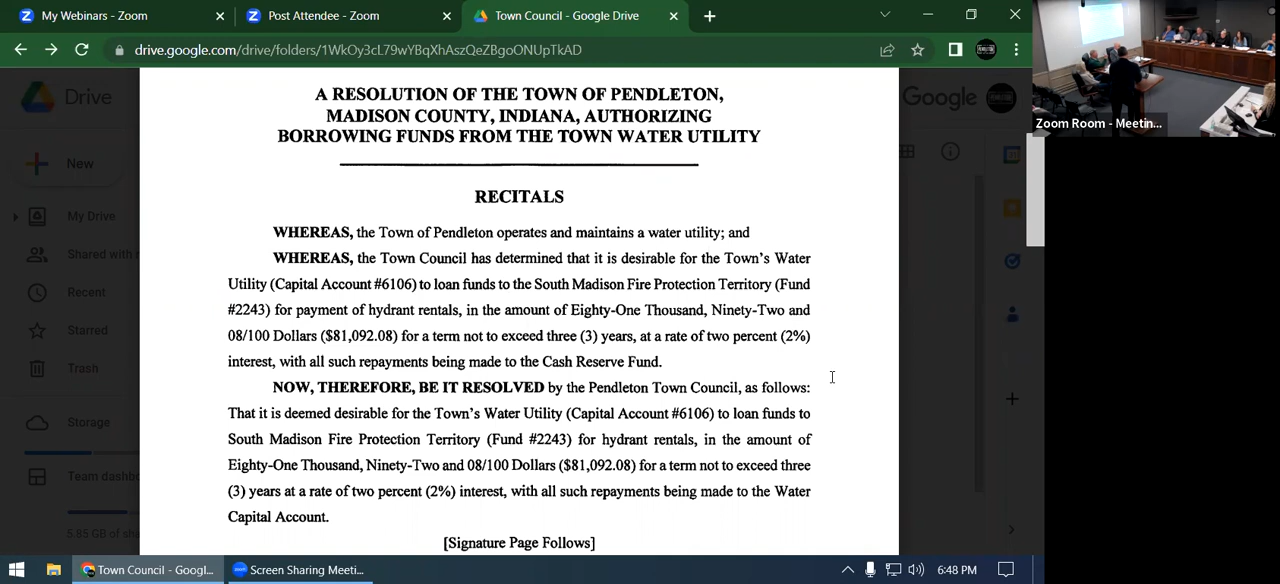 My Webinars - Zoom
Post Attendee - Zoom
Town Council - Google Drive
drive.google.com/drive/folders/1WkOy3cL79wYBqXhAszQeZBgoONUpTkAD
Drive
Google
New
My Drive
Shared with
Recent
Starred
Trash
Storage
Team dashbo
5.85 GB of sha
A RESOLUTION OF THE TOWN OF PENDLETON,
MADISON COUNTY, INDIANA, AUTHORIZING
BORROWING FUNDS FROM THE TOWN WATER UTILITY
RECITALS
WHEREAS, the Town of Pendleton operates and maintains a water utility; and
WHEREAS, the Town Council has determined that it is desirable for the Town's Water
Utility (Capital Account #6106) to loan funds to the South Madison Fire Protection Territory (Fund
#2243) for payment of hydrant rentals, in the amount of Eighty-One Thousand, Ninety-Two and
08/100 Dollars ($81,092.08) for a term not to exceed three (3) years, at a rate of two percent (2%)
interest, with all such repayments being made to the Cash Reserve Fund.
NOW, THEREFORE, BE IT RESOLVED by the Pendleton Town Council, as follows:
That it is deemed desirable for the Town's Water Utility (Capital Account #6106) to loan funds to
South Madison Fire Protection Territory (Fund #2243) for hydrant rentals, in the amount of
Eighty-One Thousand, Ninety-Two and 08/100 Dollars ($81,092.08) for a term not to exceed three
(3) years at a rate of two percent (2%) interest, with all such repayments being made to the Water
Capital Account.
[Signature Page Follows]
Zoom Room - Meetin...
Town Council - Googl...
Screen Sharing Meeti...
6:48 PM